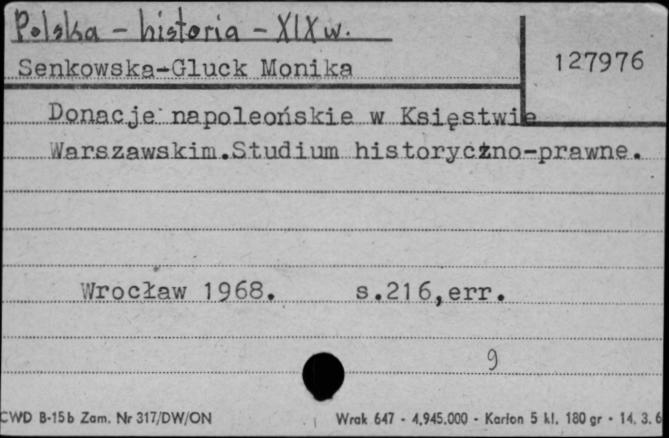 Polska - historia - XIX w.
Senkowska-Gluck Monika
127976
Donacje napoleońskie w Księstwie
Warszawskim.Studium historyczno-prawne.
Wrocław 1968. s.216,err.
9
CWD B-15b Zam. Nr 317/DW/ON
Wrak 647 - 4.945.000 - Karton 5 kl. 180 gr - 14. 3. 6